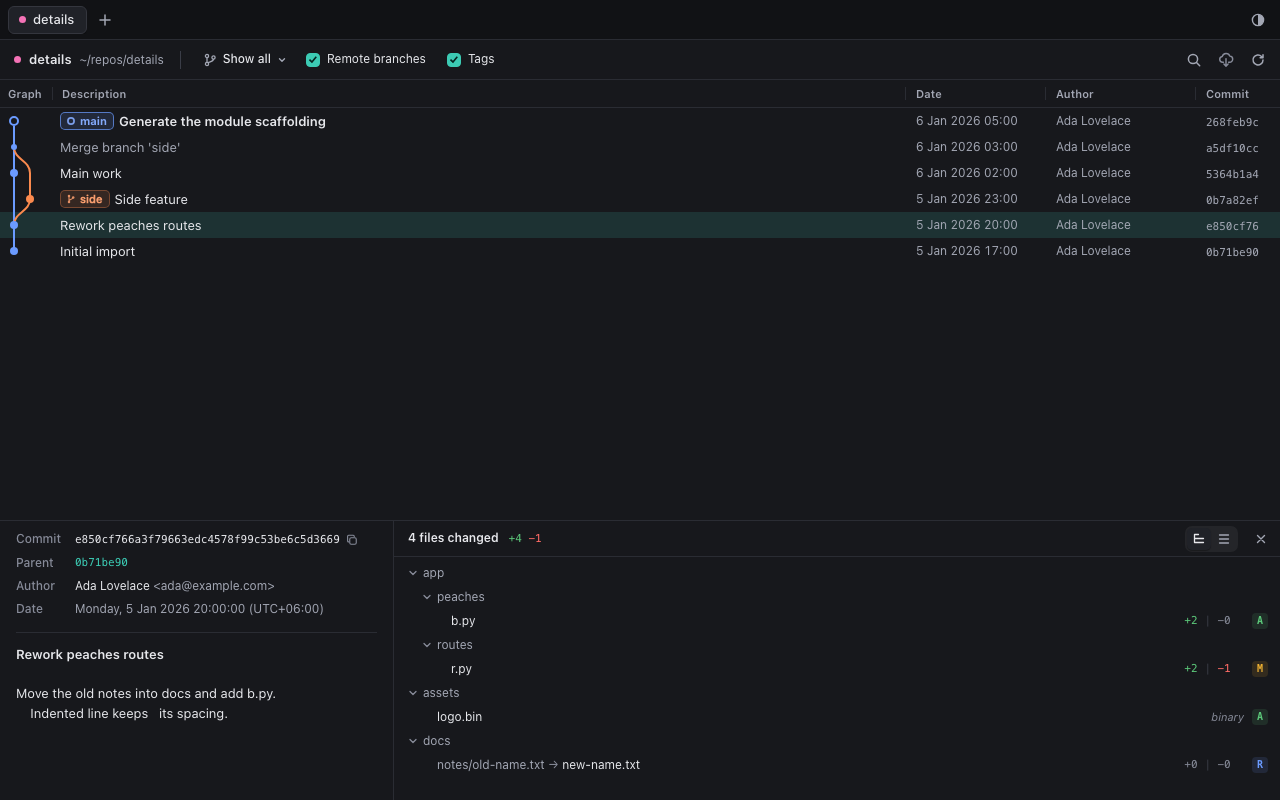 details
details ~/repos/details Show all Remote branches Tags
Graph Description Date Author Commit
main Generate the module scaffolding 6 Jan 2026 05:00 Ada Lovelace 268feb9c
Merge branch 'side' 6 Jan 2026 03:00 Ada Lovelace a5df10cc
Main work 6 Jan 2026 02:00 Ada Lovelace 5364b1a4
side Side feature 5 Jan 2026 23:00 Ada Lovelace 0b7a82ef
Rework peaches routes 5 Jan 2026 20:00 Ada Lovelace e850cf76
Initial import 5 Jan 2026 17:00 Ada Lovelace 0b71be90
Commit e850cf766a3f79663edc4578f99c53be6c5d3669
Parent 0b71be90
Author Ada Lovelace <ada@example.com>
Date Monday, 5 Jan 2026 20:00:00 (UTC+06:00)
Rework peaches routes
Move the old notes into docs and add b.py.
    Indented line keeps   its spacing.
4 files changed +4 −1
app
peaches
b.py +2 | −0 A
routes
r.py +2 | −1 M
assets
logo.bin binary A
docs
notes/old-name.txt → new-name.txt +0 | −0 R